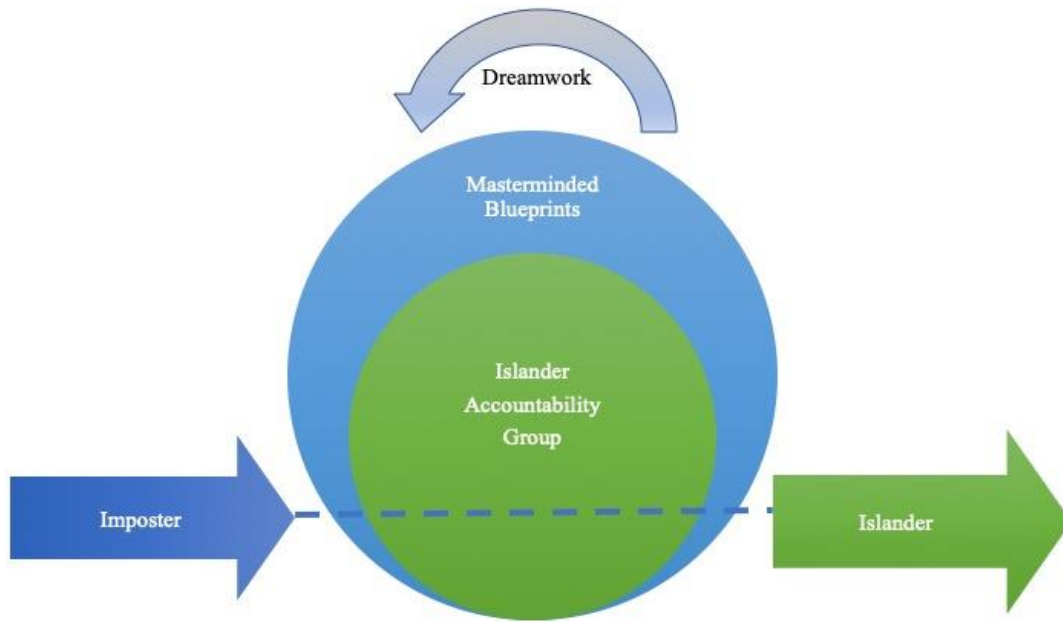 Dreamwork
Masterminded
Blueprints
Islander
Accountability
Group
Imposter
Islander